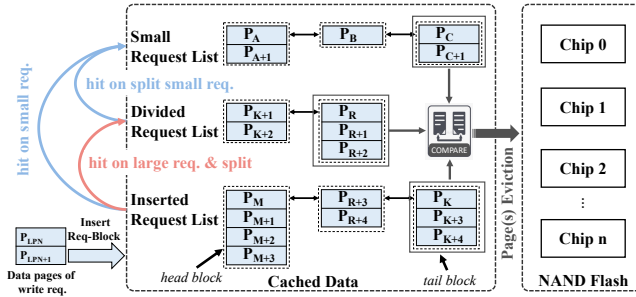 Small
Request List
P_A
P_A+1
P_B
P_C
P_C+1
hit on small req.
hit on split small req.
Divided
Request List
P_K+1
P_K+2
P_R
P_R+1
P_R+2
COMPARE
hit on large req. & split
Inserted
Request List
P_M
P_M+1
P_M+2
P_M+3
P_R+3
P_R+4
P_K
P_K+3
P_K+4
Insert
Req-Block
P_LPN
P_LPN+1
Data pages of
write req.
head block
tail block
Cached Data
Page(s) Eviction
Chip 0
Chip 1
Chip 2
...
Chip n
NAND Flash